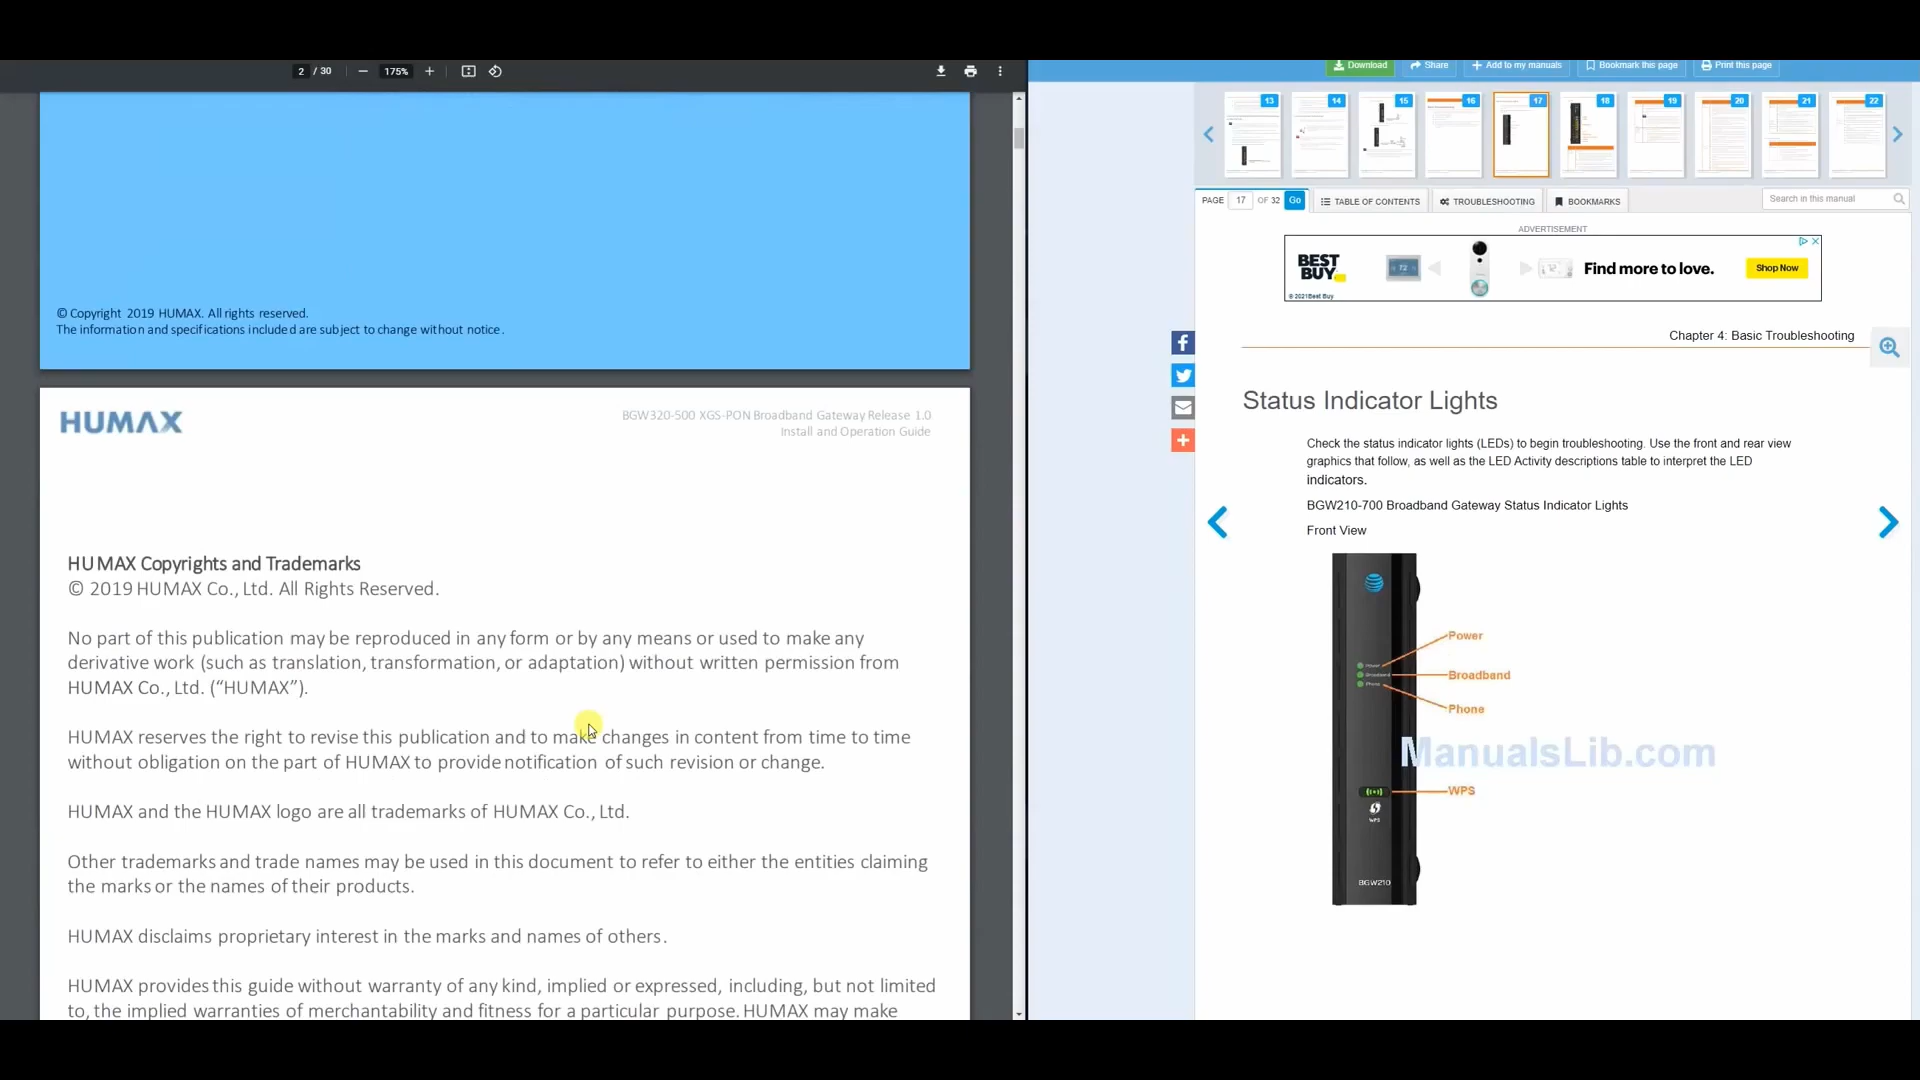 2 / 30
175%
© Copyright 2019 HUMAX. All rights reserved.
The information and specifications included are subject to change without notice.
HUMAX
BGW320-500 XGS-PON Broadband Gateway Release 1.0
Install and Operation Guide
HUMAX Copyrights and Trademarks
© 2019 HUMAX Co., Ltd. All Rights Reserved.
No part of this publication may be reproduced in any form or by any means or used to make any
derivative work (such as translation, transformation, or adaptation) without written permission from
HUMAX Co., Ltd. (“HUMAX”).
HUMAX reserves the right to revise this publication and to make changes in content from time to time
without obligation on the part of HUMAX to provide notification of such revision or change.
HUMAX and the HUMAX logo are all trademarks of HUMAX Co., Ltd.
Other trademarks and trade names may be used in this document to refer to either the entities claiming
the marks or the names of their products.
HUMAX disclaims proprietary interest in the marks and names of others.
HUMAX provides this guide without warranty of any kind, implied or expressed, including, but not limited
to, the implied warranties of merchantability and fitness for a particular purpose. HUMAX may make
Download Share Add to my manuals Bookmark this page Print this page
13 14 15 16 17 18 19 20 21 22
PAGE 17 OF 32 Go TABLE OF CONTENTS TROUBLESHOOTING BOOKMARKS Search in this manual
ADVERTISEMENT
BEST
BUY
© 2021 Best Buy
72
Find more to love.
Shop Now
Chapter 4: Basic Troubleshooting
Status Indicator Lights
Check the status indicator lights (LEDs) to begin troubleshooting. Use the front and rear view
graphics that follow, as well as the LED Activity descriptions table to interpret the LED
indicators.
BGW210-700 Broadband Gateway Status Indicator Lights
Front View
Power
Power
Broadband
Broadband
Phone
Phone
ManualsLib.com
WPS
WPS
BGW210